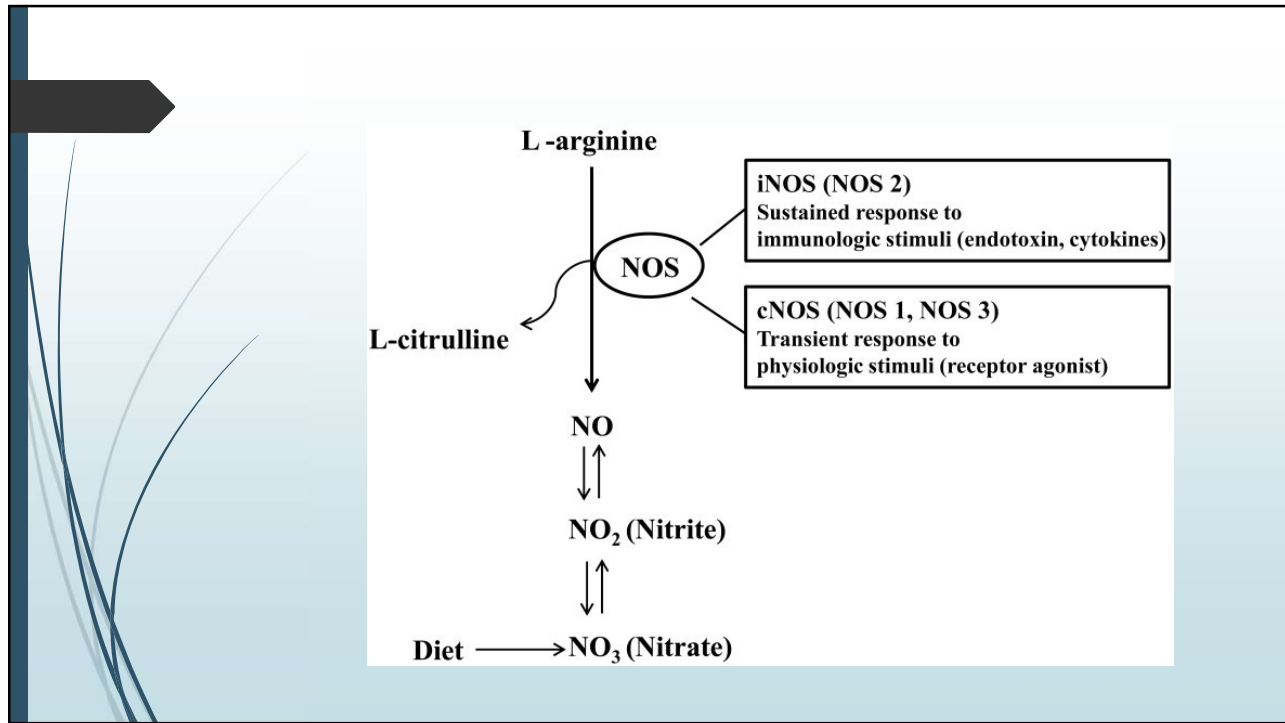 L -arginine
iNOS (NOS 2)
Sustained response to
immunologic stimuli (endotoxin, cytokines)
NOS
cNOS (NOS 1, NOS 3)
Transient response to
physiologic stimuli (receptor agonist)
L-citrulline
NO
NO₂ (Nitrite)
Diet
NO₃ (Nitrate)